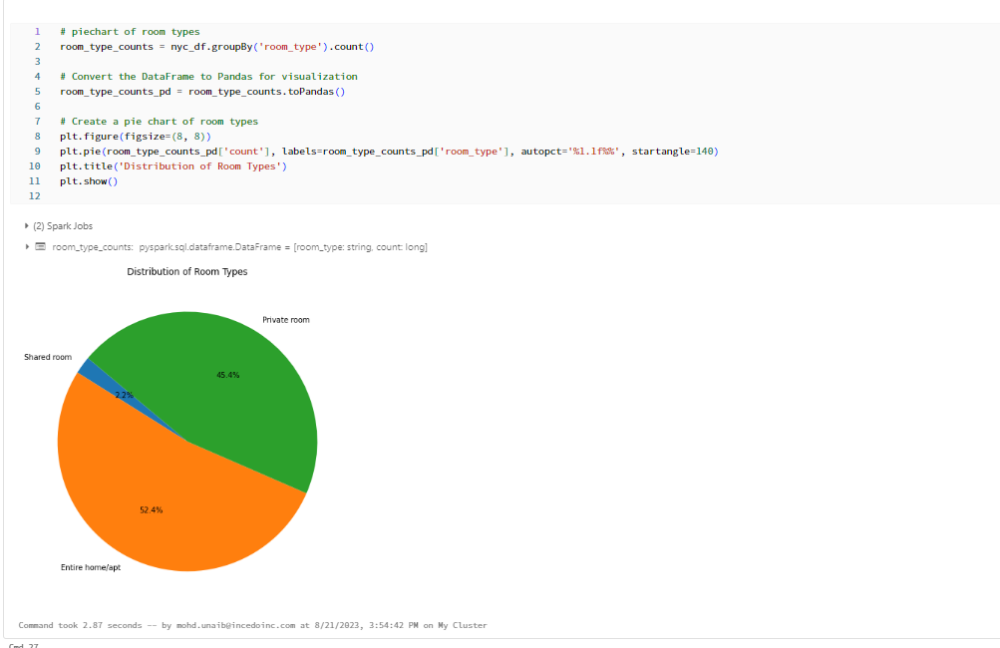 1 # piechart of room types
2 room_type_counts = nyc_df.groupBy('room_type').count()
3
4 # Convert the DataFrame to Pandas for visualization
5 room_type_counts_pd = room_type_counts.toPandas()
6
7 # Create a pie chart of room types
8 plt.figure(figsize=(8, 8))
9 plt.pie(room_type_counts_pd['count'], labels=room_type_counts_pd['room_type'], autopct='%1.1f%%', startangle=140)
10 plt.title('Distribution of Room Types')
11 plt.show()
12
(2) Spark Jobs
room_type_counts: pyspark.sql.dataframe.DataFrame = [room_type: string, count: long]
Distribution of Room Types
Private room
Shared room
45.4%
2.2%
52.4%
Entire home/apt
Command took 2.87 seconds -- by mohd.unaib@incedoinc.com at 8/21/2023, 3:54:42 PM on My Cluster
Cmd 27